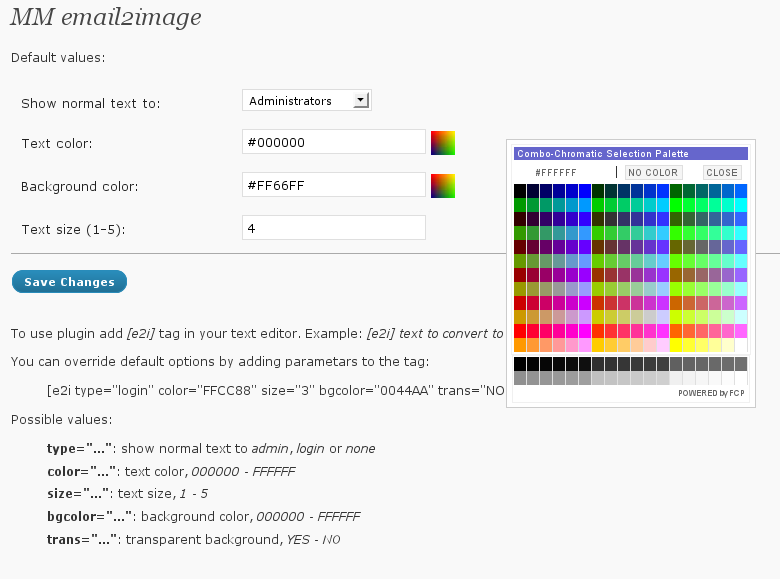 MM email2image
Default values:
Show normal text to: Administrators
Text color: #000000
Background color: #FF66FF
Text size (1-5): 4
Save Changes
Combo-Chromatic Selection Palette
#FFFFFF NO COLOR CLOSE
POWERED by FCP
To use plugin add [e2i] tag in your text editor. Example: [e2i] text to convert to
You can override default options by adding parametars to the tag:
[e2i type="login" color="FFCC88" size="3" bgcolor="0044AA" trans="NO
Possible values:
type="...": show normal text to admin, login or none
color="...": text color, 000000 - FFFFFF
size="...": text size, 1 - 5
bgcolor="...": background color, 000000 - FFFFFF
trans="...": transparent background, YES - NO